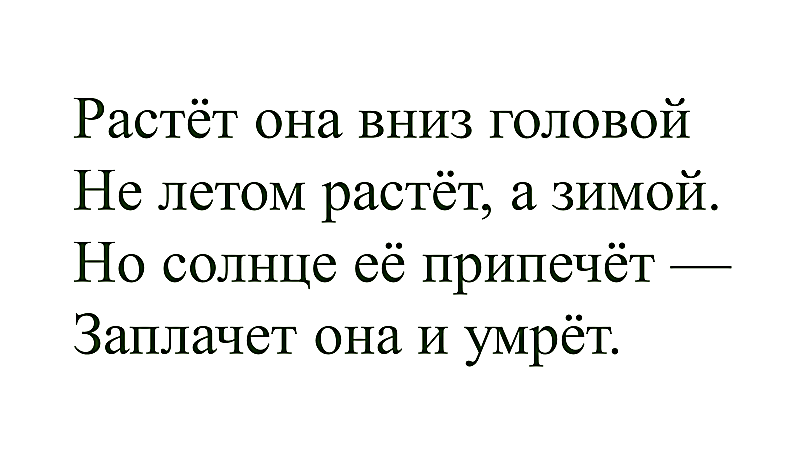 Растёт она вниз головой
Не летом растёт, а зимой.
Но солнце её припечёт —
Заплачет она и умрёт.